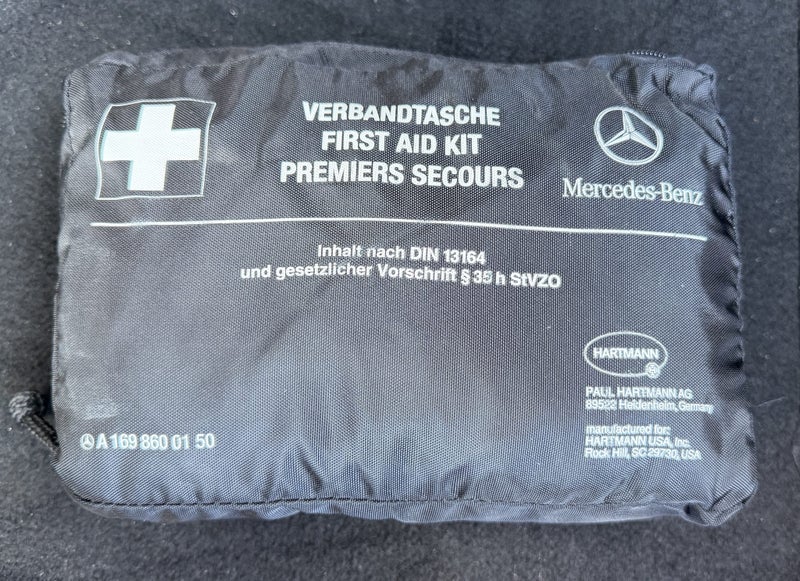 VERBANDTASCHE
FIRST AID KIT
PREMIERS SECOURS
Mercedes-Benz
Inhalt nach DIN 13164
und gesetzlicher Vorschrift § 35 h StVZO
HARTMANN
PAUL HARTMANN AG
89522 Heidenheim, Germany
manufactured for:
HARTMANN USA, Inc.
Rock Hill, SC 29730, USA
A 169 860 01 50